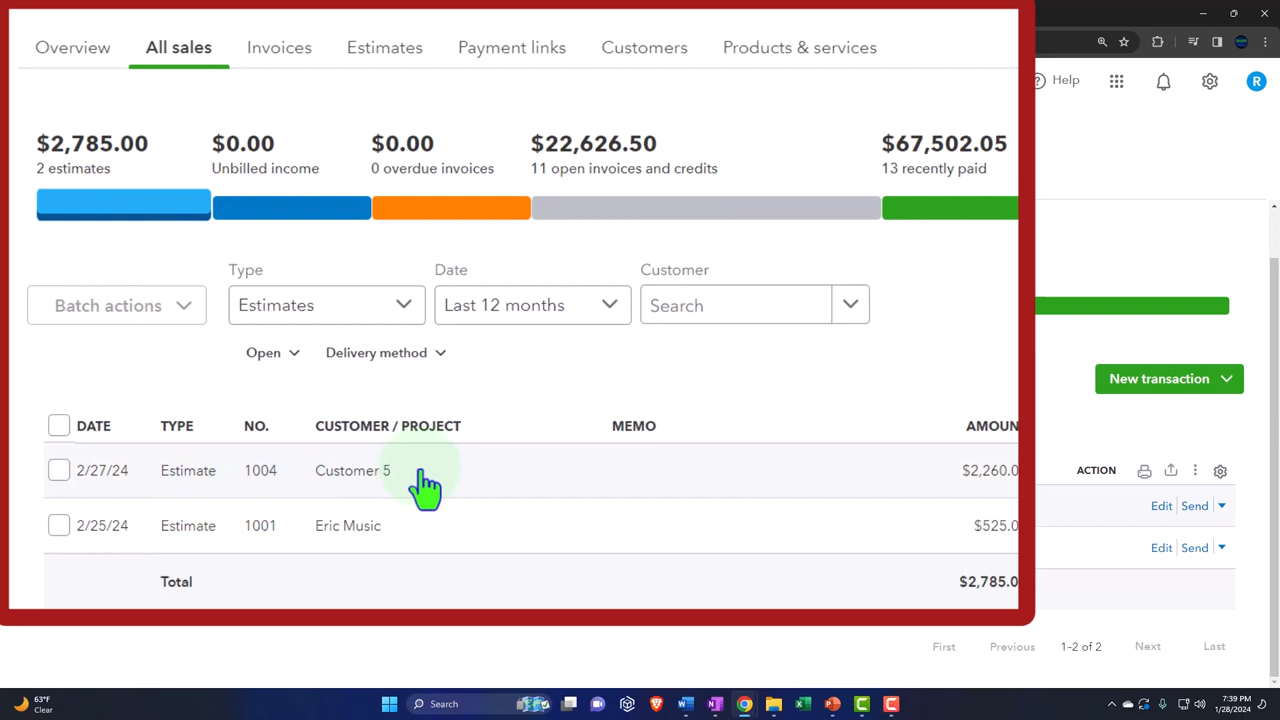 Overview All sales Invoices Estimates Payment links Customers Products & services
Help R
$2,785.00 $0.00 $0.00 $22,626.50 $67,502.05
2 estimates Unbilled income 0 overdue invoices 11 open invoices and credits 13 recently paid
Type Date Customer
Batch actions Estimates Last 12 months Search
Open Delivery method
New transaction
DATE TYPE NO. CUSTOMER / PROJECT MEMO AMOUN
ACTION
2/27/24 Estimate 1004 Customer 5 $2,260.0
Edit Send
2/25/24 Estimate 1001 Eric Music $525.0
Edit Send
Total $2,785.0
First Previous 1–2 of 2 Next Last
63°F
Clear
Search
7:39 PM
1/28/2024